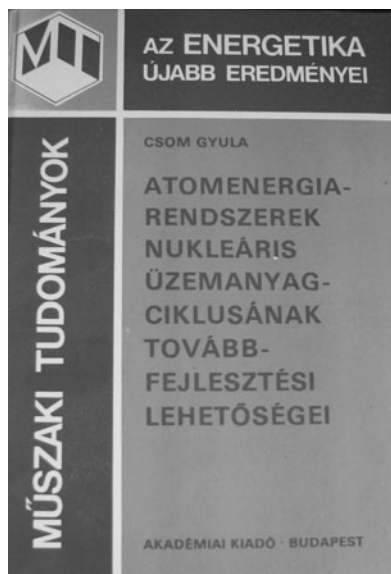 MT
AZ ENERGETIKA
ÚJABB EREDMÉNYEI
MŰSZAKI TUDOMÁNYOK
CSOM GYULA
ATOMENERGIA-
RENDSZEREK
NUKLEÁRIS
ÜZEMANYAG-
CIKLUSÁNAK
TOVÁBB-
FEJLESZTÉSI
LEHETŐSÉGEI
AKADÉMIAI KIADÓ · BUDAPEST